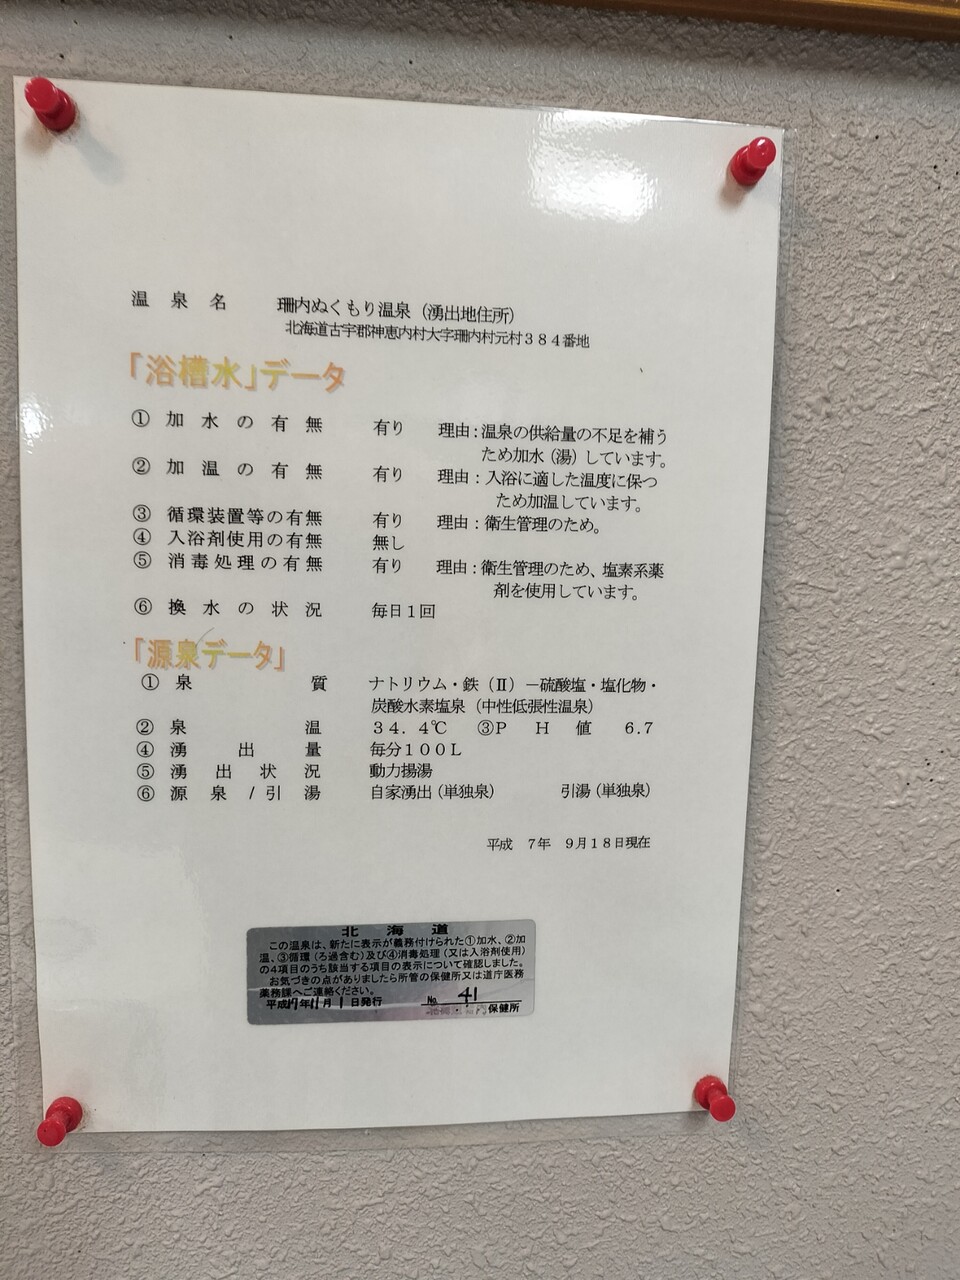 温泉名 珊内ぬくもり温泉（湧出地住所）
北海道古宇郡神恵内村大字珊内村元村３８４番地
「浴槽水」データ
① 加水の有無 有り 理由：温泉の供給量の不足を補う
ため加水（湯）しています。
② 加温の有無 有り 理由：入浴に適した温度に保つ
ため加温しています。
③ 循環装置等の有無 有り 理由：衛生管理のため。
④ 入浴剤使用の有無 無し
⑤ 消毒処理の有無 有り 理由：衛生管理のため、塩素系薬
剤を使用しています。
⑥ 換水の状況 毎日１回
「源泉データ」
① 泉質 ナトリウム・鉄（Ⅱ）－硫酸塩・塩化物・
炭酸水素塩泉（中性低張性温泉）
② 泉温 ３４．４℃ ③ＰＨ値 ６.７
④ 湧出量 毎分１００Ｌ
⑤ 湧出状況 動力揚湯
⑥ 源泉/引湯 自家湧出（単独泉） 引湯（単独泉）
平成 ７年 ９月１８日現在
北海道
この温泉は、新たに表示が義務付けられた①加水、②加
温、③循環（ろ過含む）及び④消毒処理（又は入浴剤使用）
の４項目のうち該当する項目の表示について確認しました。
お気づきの点がありましたら所管の保健所又は道庁医務
薬務課へご連絡ください。
平成17年11月1日発行 No. 41
保健所